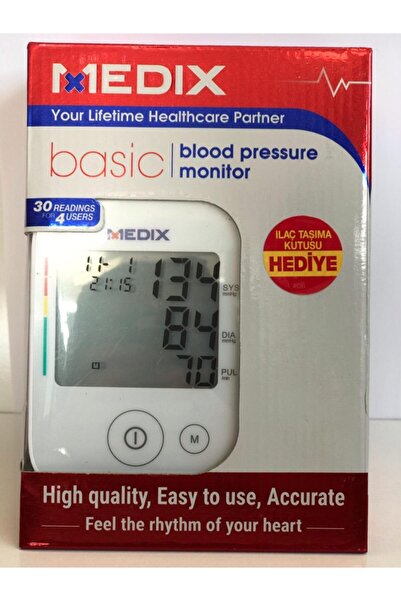 MEDIX
Your Lifetime Healthcare Partner
basic
blood pressure
monitor
30 READINGS
FOR 4 USERS
MEDIX
11-1
21:15
134
SYS
mmHg
84
DIA
mmHg
M
70
PUL
/min
M
İLAÇ TAŞIMA
KUTUSU
HEDİYE
High quality, Easy to use, Accurate
Feel the rhythm of your heart